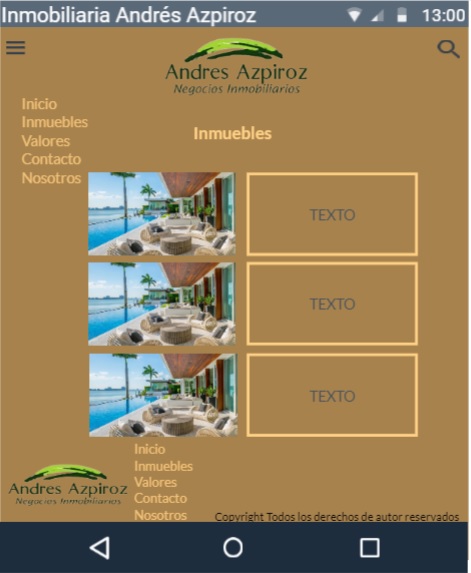 Inmobiliaria Andrés Azpiroz
13:00
Andres Azpiroz
Negocios Inmobiliarios
Inicio
Inmuebles
Valores
Contacto
Nosotros
Inmuebles
TEXTO
TEXTO
TEXTO
Andres Azpiroz
Negocios Inmobiliarios
Inicio
Inmuebles
Valores
Contacto
Nosotros
Copyright Todos los derechos de autor reservados